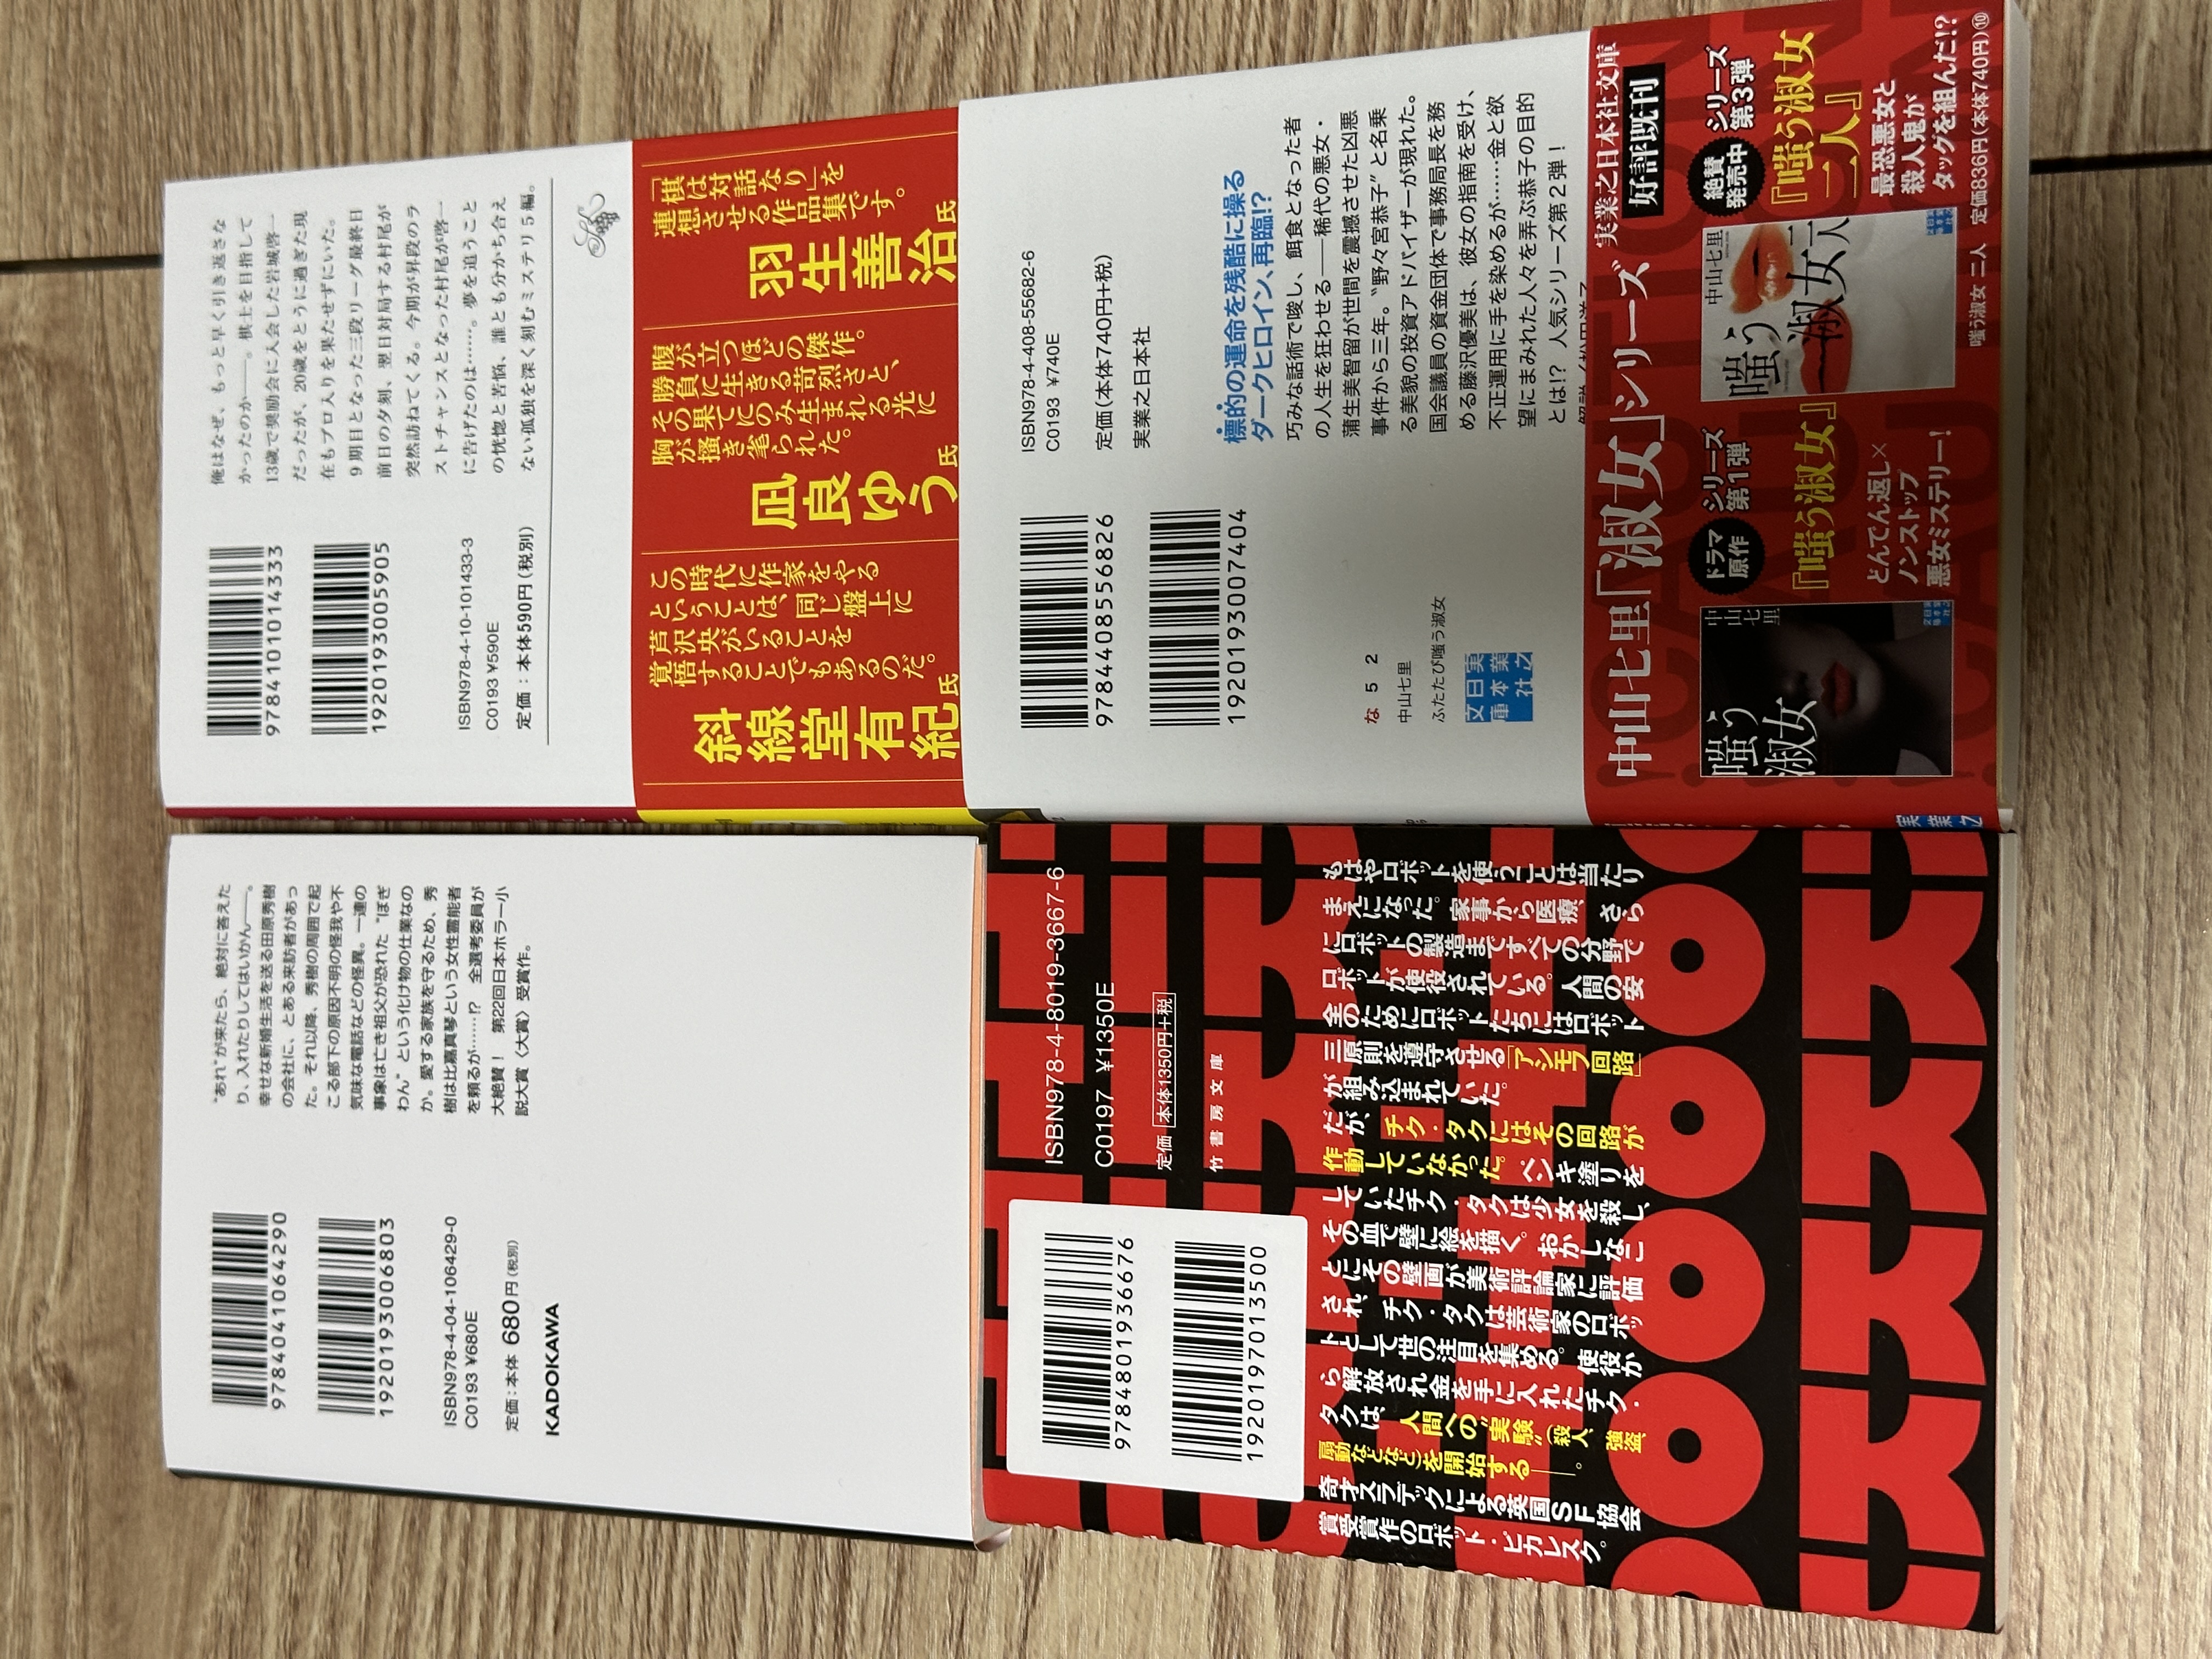 9784041064290
1920193006803
ISBN978-4-04-106429-0
C0193 ¥680E
定価：本体 680円（税別）
KADOKAWA
“あれ”が来たら、絶対に答えた
り、入れたりしてはいかん――。
幸せな新婚生活を送る田原秀樹
の会社に、とある来訪者があっ
た。それ以降、秀樹の周囲で起
こる部下の原因不明の怪我や不
気味な電話などの怪異。一連の
事象は亡き祖父が恐れた“ぼぎ
わん”という化け物の仕業なの
か。愛する家族を守るため、秀
樹は比嘉真琴という女性霊能者
を頼るが……!?　全選考委員が
大絶賛！　第22回日本ホラー小
説大賞〈大賞〉受賞作。
9784101014333
1920193005905
ISBN978-4-10-101433-3
C0193 ¥590E
定価：本体590円（税別）
俺はなぜ、もっと早く引き返さな
かったのか――。棋士を目指して
13歳で奨励会に入会した岩城啓一
だったが、20歳をとうに過ぎた現
在もプロ入りを果たせずにいた。
９期目となった三段リーグ最終日
前日の夕刻、翌日対局する村尾が
突然訪ねてくる。今期が昇段のラ
ストチャンスとなった村尾が啓一
に告げたのは……。夢を追うこと
の恍惚と苦悩、誰とも分かち合え
ない孤独を深く刻むミステリ５編。
「棋は対話なり」を
連想させる作品集です。
羽生善治氏
腹が立つほどの傑作。
勝負に生きる苛烈さと、
その果てにのみ生まれる光に
胸が掻き毟られた。
凪良ゆう氏
この時代に作家をやる
ということは、同じ盤上に
芦沢央がいることを
覚悟することでもあるのだ。
斜線堂有紀氏
9784801936676
1920197013500
ISBN978-4-8019-3667-6
C0197 ¥1350E
定価 本体1350円＋税
竹書房文庫
もはやロボットを使うことは当たり
まえになった。家事から医療、さら
にロボットの製造まですべての分野で
ロボットが使役されている。人間の安
全のためにロボットたちにはロボット
三原則を遵守させる「アシモフ回路」
が組み込まれていた。
だが、チク・タクにはその回路が
作動していなかった。ペンキ塗りを
していたチク・タクは少女を殺し、
その血で壁に絵を描く。おかしなこ
とにその壁画が美術評論家に評価
され、チク・タクは芸術家のロボッ
トとして世の注目を集める。使役か
ら解放され金を手に入れたチク・
タクは、人間への“実験”（殺人、強盗、
扇動などなど）を開始する――。
奇才スラデックによる英国SF協会
賞受賞作のロボット・ピカレスク。
9784408556826
1920193007404
ISBN978-4-408-55682-6
C0193 ¥740E
定価（本体740円＋税）
実業之日本社
な 5 2
中山七里
ふたたび嗤う淑女
実業之
日本社
文庫
標的の運命を残酷に操る
ダークヒロイン、再臨!?
巧みな話術で唆し、餌食となった者
の人生を狂わせる――稀代の悪女・
蒲生美智留が世間を震撼させた凶悪
事件から三年。“野々宮恭子”と名乗
る美貌の投資アドバイザーが現れた。
国会議員の資金団体で事務局長を務
める藤沢優美は、彼女の指南を受け、
不正運用に手を染めるが……金と欲
望にまみれた人々を弄ぶ恭子の目的
とは!?　人気シリーズ第２弾！
中山七里「淑女」シリーズ
実業之日本社文庫
好評既刊
嗤う
淑女
中山七里
ドラマ
原作
シリーズ
第1弾
『嗤う淑女』
どんでん返し×
ノンストップ
悪女ミステリー！
中山七里
嗤う
淑女二人
絶賛
発売中
シリーズ
第3弾
『嗤う淑女
二人』
最恐悪女と
殺人鬼が
タッグを組んだ!?
嗤う淑女 二人　定価836円（本体740円）⑩
実業之